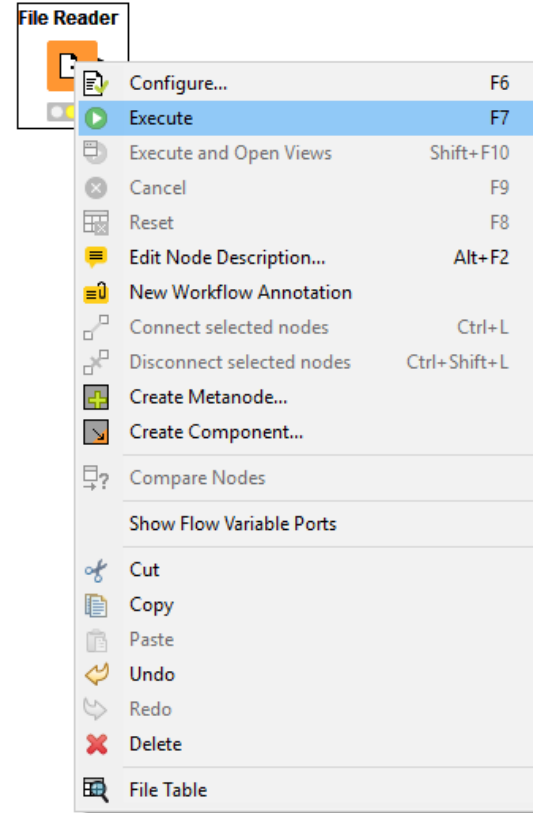 File Reader
Configure... F6
Execute F7
Execute and Open Views Shift+F10
Cancel F9
Reset F8
Edit Node Description... Alt+F2
New Workflow Annotation
Connect selected nodes Ctrl+L
Disconnect selected nodes Ctrl+Shift+L
Create Metanode...
Create Component...
Compare Nodes
Show Flow Variable Ports
Cut
Copy
Paste
Undo
Redo
Delete
File Table